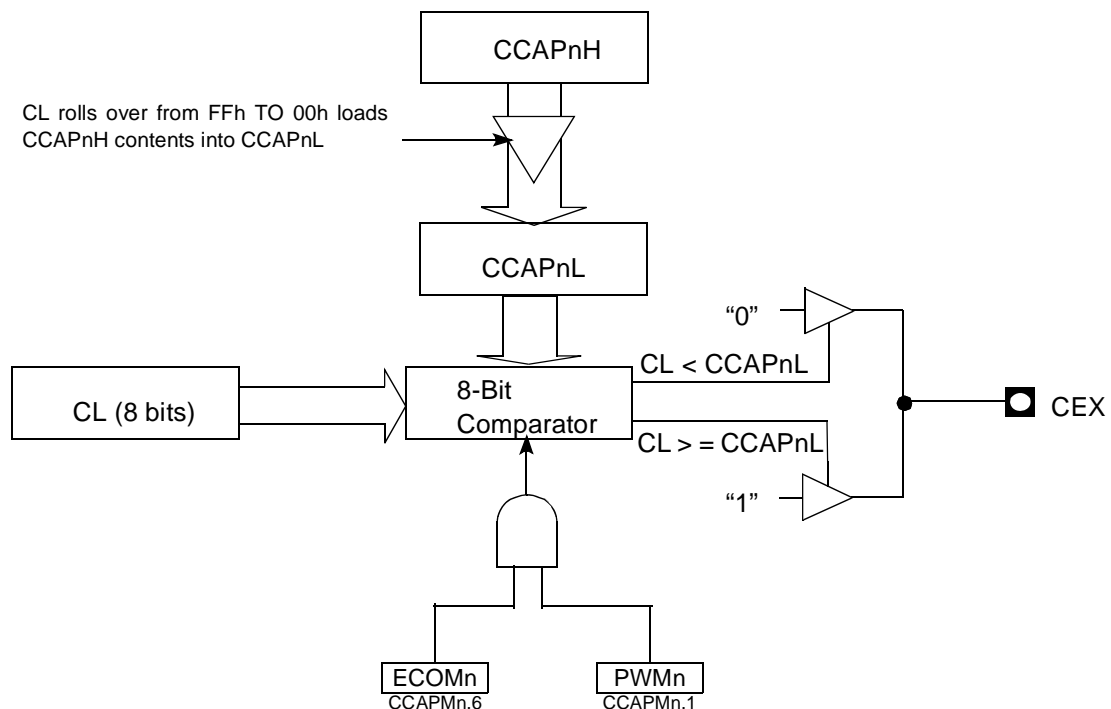 CCAPnH
CL rolls over from FFh TO 00h loads
CCAPnH contents into CCAPnL
CCAPnL
“0”
CL < CCAPnL
CL (8 bits)
8-Bit
Comparator
CEX
CL > = CCAPnL
“1”
ECOMn
CCAPMn.6
PWMn
CCAPMn.1